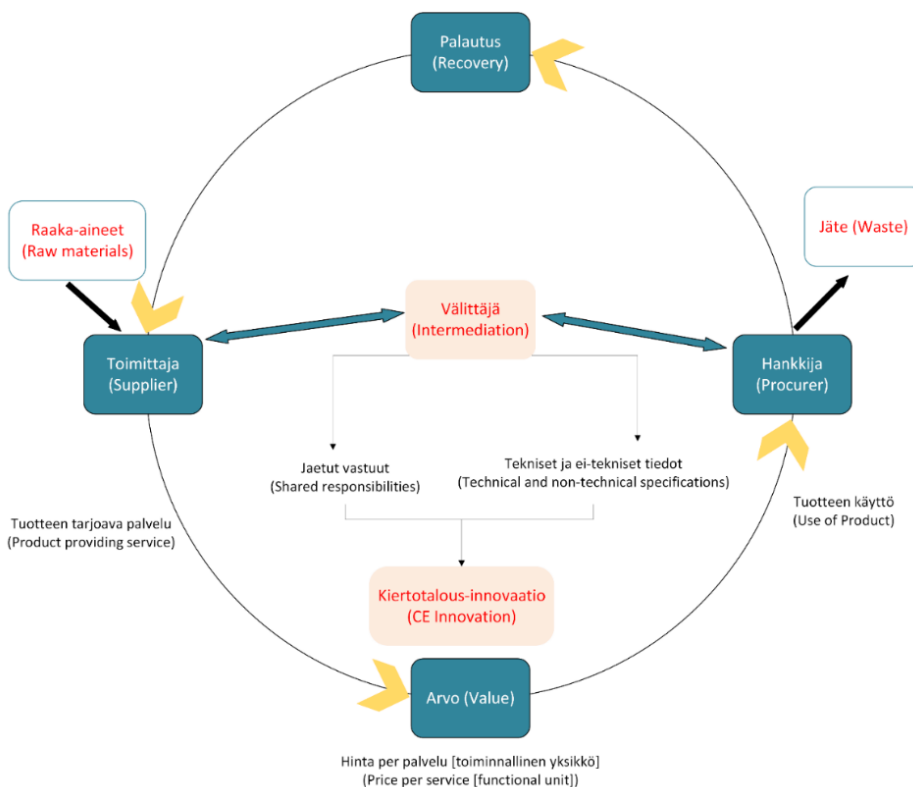 Palautus
(Recovery)
Raaka-aineet
(Raw materials)
Jäte (Waste)
Välittäjä
(Intermediation)
Toimittaja
(Supplier)
Hankkija
(Procurer)
Jaetut vastuut
(Shared responsibilities)
Tekniset ja ei-tekniset tiedot
(Technical and non-technical specifications)
Tuotteen tarjoava palvelu
(Product providing service)
Tuotteen käyttö
(Use of Product)
Kiertotalous-innovaatio
(CE Innovation)
Arvo (Value)
Hinta per palvelu [toiminnallinen yksikkö]
(Price per service [functional unit])